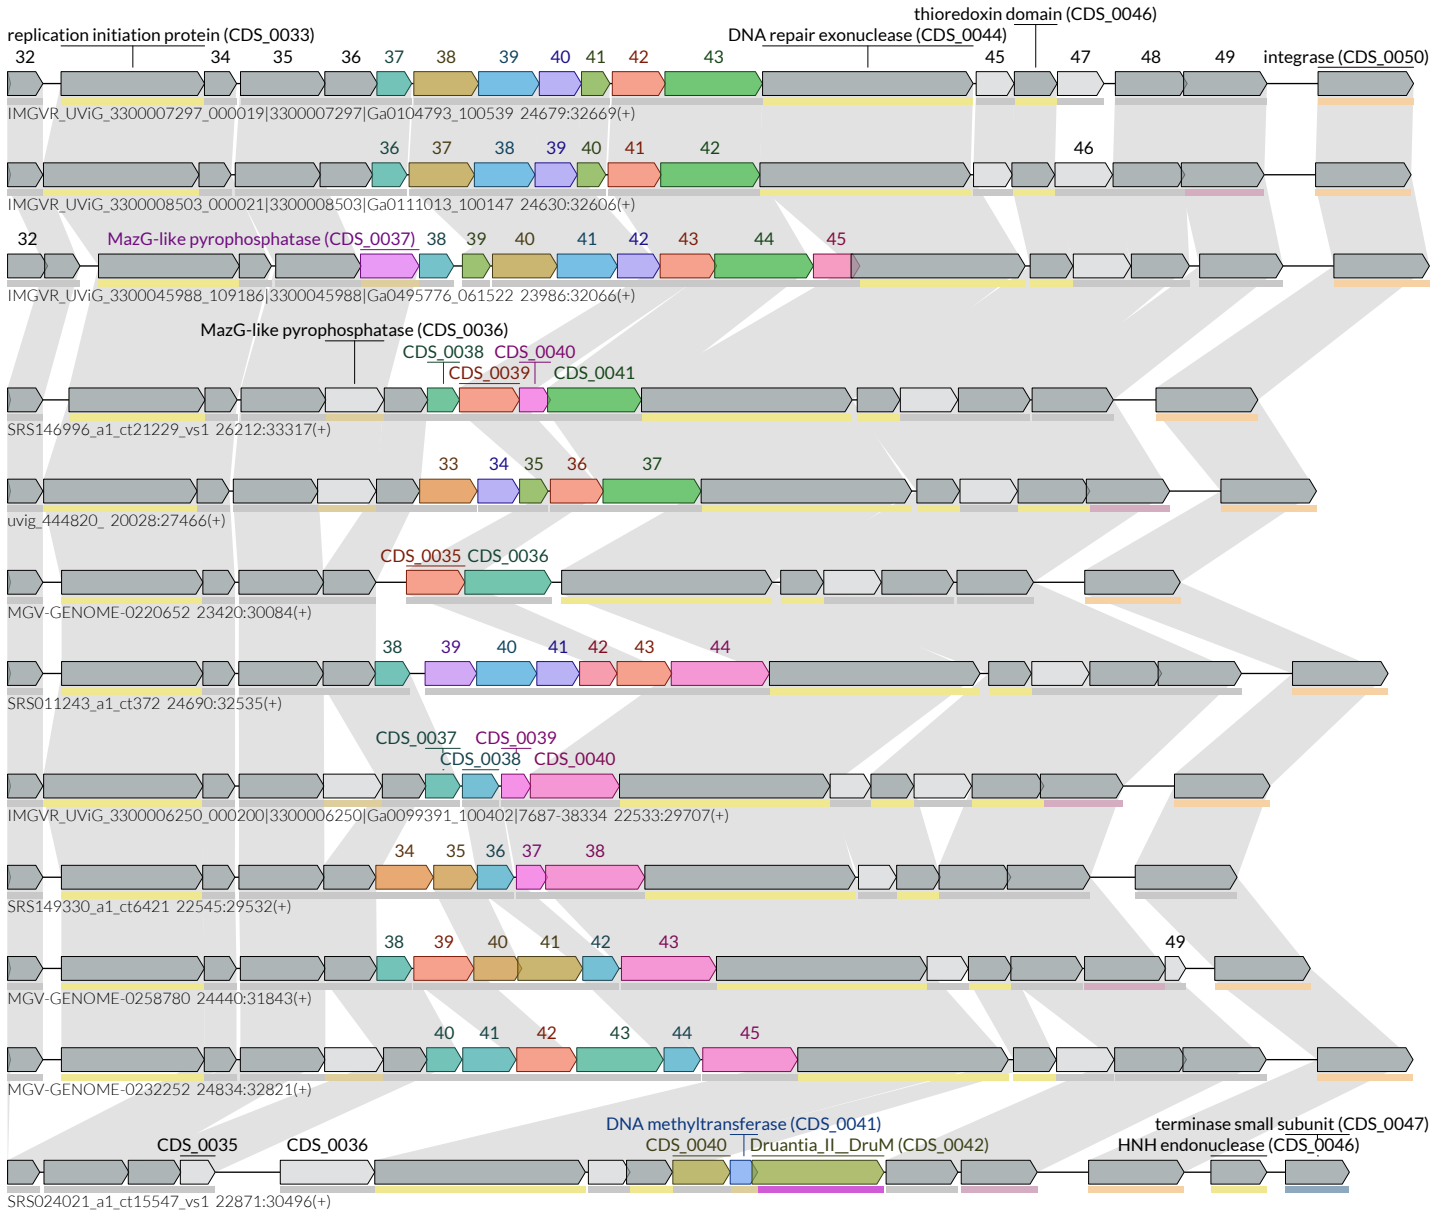 thioredoxin domain (CDS_0046)
replication initiation protein (CDS_0033) DNA repair exonuclease (CDS_0044)
32 34 35 36 37 38 39 40 41 42 43 45 47 48 49 integrase (CDS_0050)
IMGVR_UViG_3300007297_000019|3300007297|Ga0104793_100539 24679:32669(+)
36 37 38 39 40 41 42 46
IMGVR_UViG_3300008503_000021|3300008503|Ga0111013_100147 24630:32606(+)
32 MazG-like pyrophosphatase (CDS_0037) 38 39 40 41 42 43 44 45
IMGVR_UViG_3300045988_109186|3300045988|Ga0495776_061522 23986:32066(+)
MazG-like pyrophosphatase (CDS_0036)
CDS_0038 CDS_0040
CDS_0039 CDS_0041
SRS146996_a1_ct21229_vs1 26212:33317(+)
33 34 35 36 37
uvig_444820_ 20028:27466(+)
CDS_0035 CDS_0036
MGV-GENOME-0220652 23420:30084(+)
38 39 40 41 42 43 44
SRS011243_a1_ct372 24690:32535(+)
CDS_0037 CDS_0039
CDS_0038 CDS_0040
IMGVR_UViG_3300006250_000200|3300006250|Ga0099391_100402|7687-38334 22533:29707(+)
34 35 36 37 38
SRS149330_a1_ct6421 22545:29532(+)
38 39 40 41 42 43 49
MGV-GENOME-0258780 24440:31843(+)
40 41 42 43 44 45
MGV-GENOME-0232252 24834:32821(+)
DNA methyltransferase (CDS_0041) terminase small subunit (CDS_0047)
CDS_0035 CDS_0036 CDS_0040 Druantia_II__DruM (CDS_0042) HNH endonuclease (CDS_0046)
SRS024021_a1_ct15547_vs1 22871:30496(+)